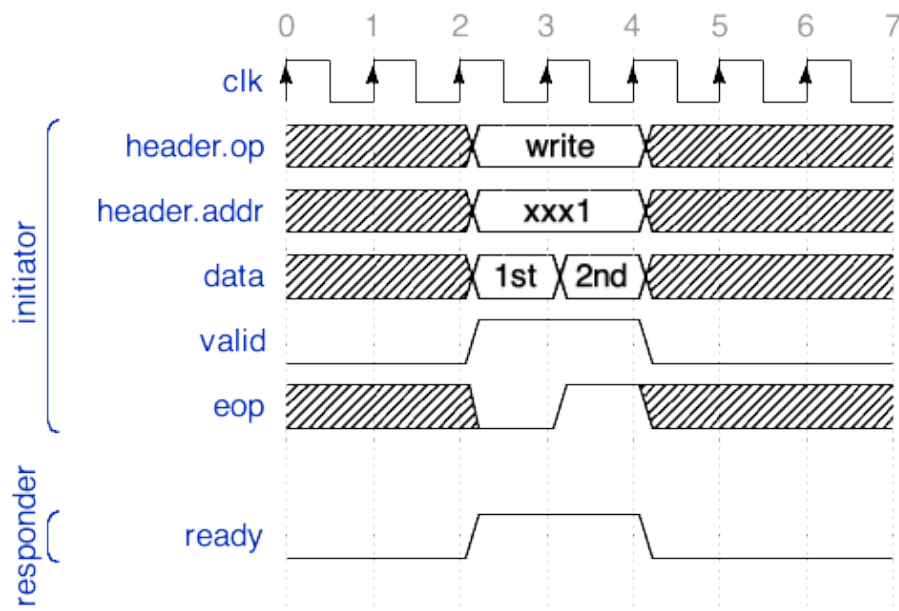 0 1 2 3 4 5 6 7
clk
header.op write
header.addr xxx1
data 1st 2nd
valid
eop
initiator
ready
responder